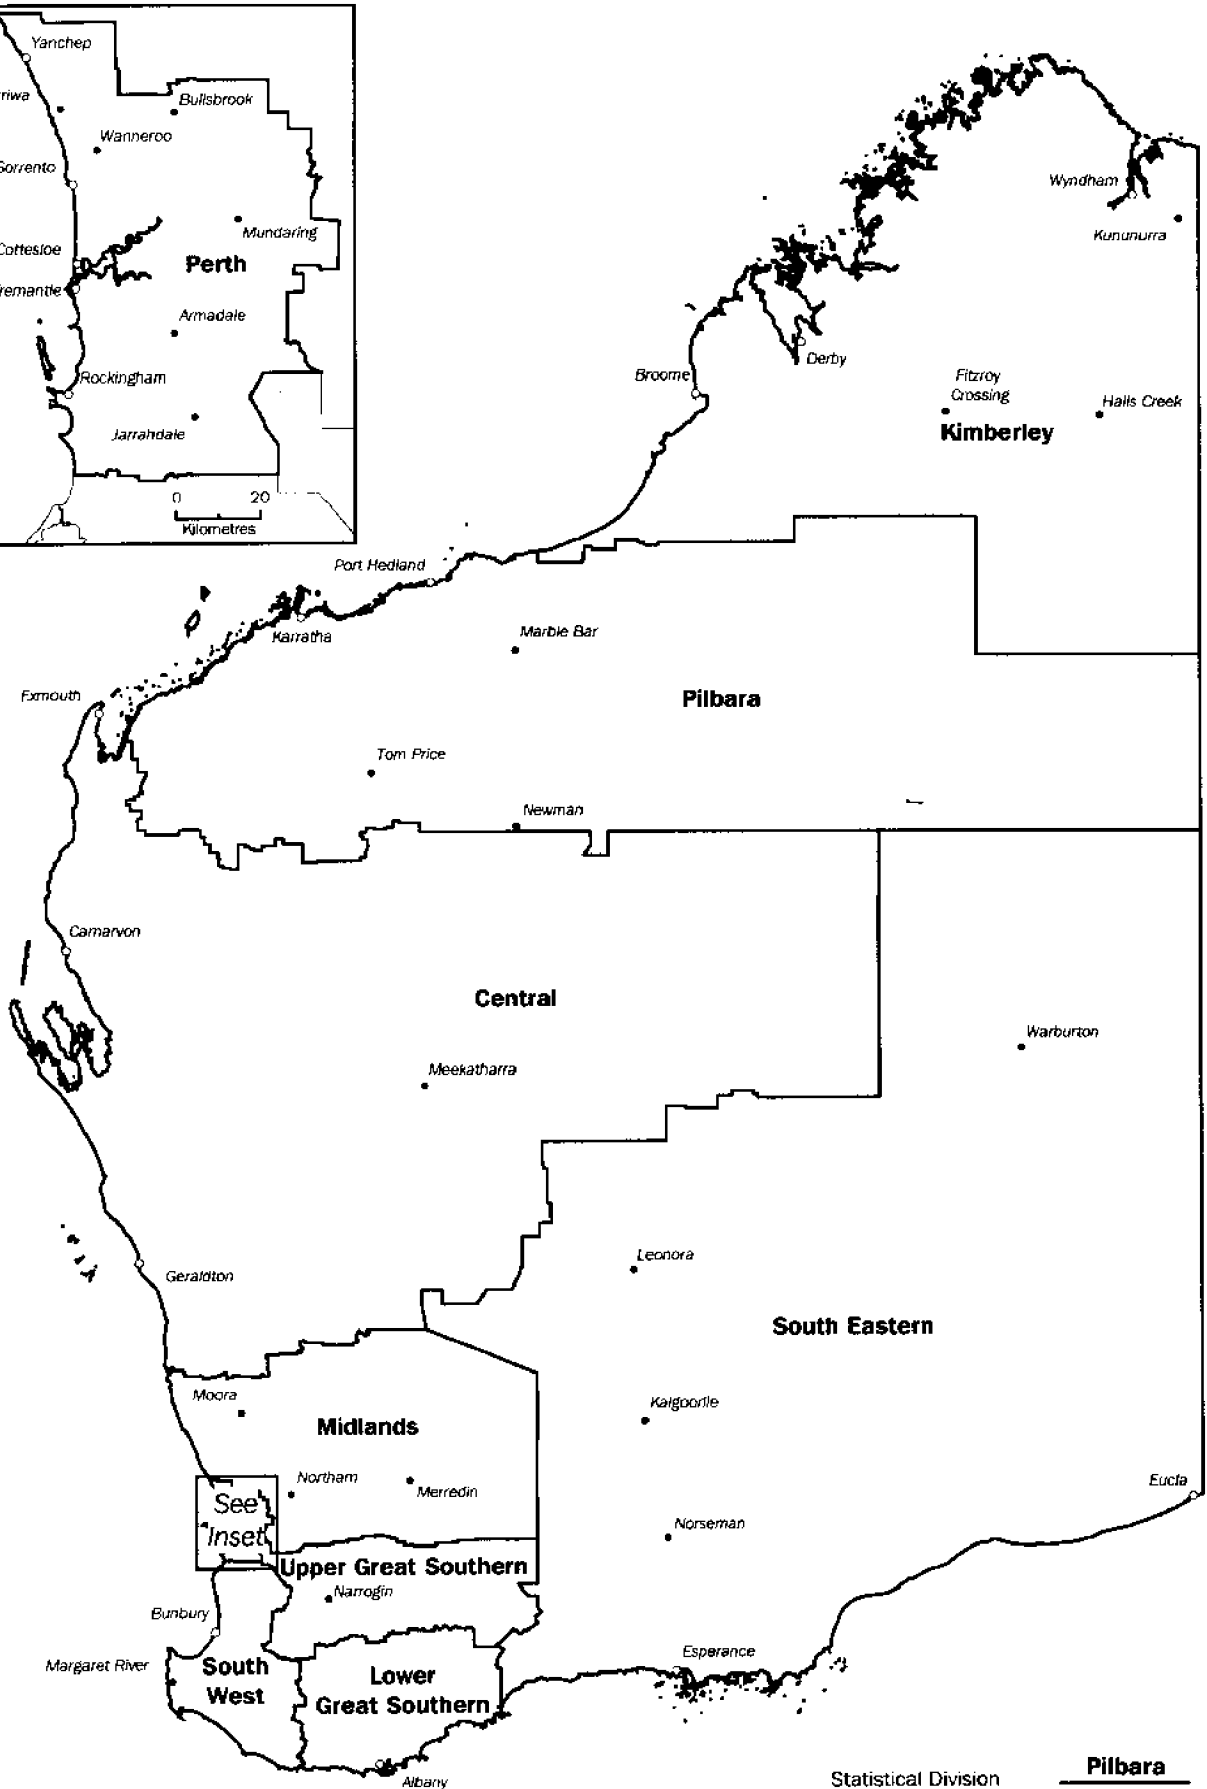 Yanchep
Bullsbrook
Wanneroo
Sorrento
Mundaring
Cottesloe
Perth
remantle
Armadale
Rockingham
Jarrahdale
0 20
Kilometres
Wyndham
Kununurra
Derby
Broome
Fitzroy
Crossing
Halls Creek
Kimberley
Port Hedland
Karratha
Marble Bar
Exmouth
Pilbara
Tom Price
Newman
Carnarvon
Central
Warburton
Meekatharra
Leonora
Geraldton
South Eastern
Moora
Kalgoorlie
Midlands
Northam
Merredin
Eucla
See
Inset
Norseman
Upper Great Southern
Narrogin
Bunbury
Esperance
Margaret River
South
West
Lower
Great Southern
Albany
Statistical Division
Pilbara